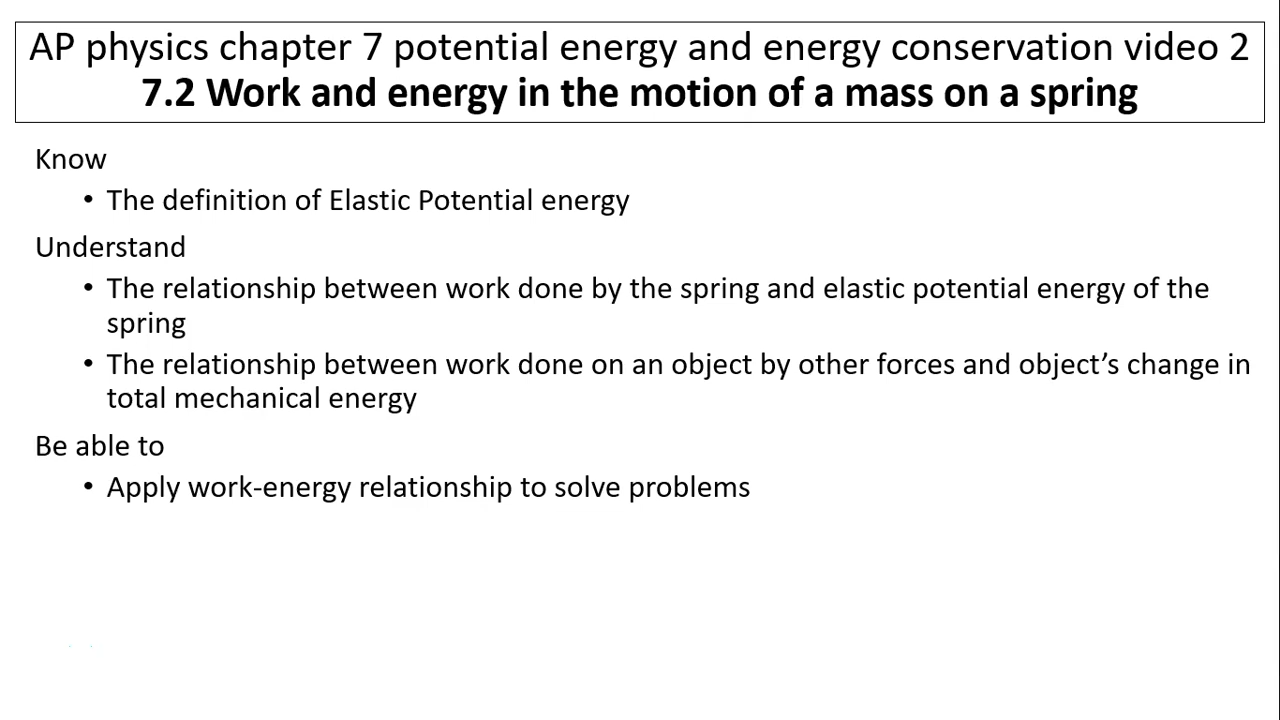 AP physics chapter 7 potential energy and energy conservation video 2
7.2 Work and energy in the motion of a mass on a spring
Know
• The definition of Elastic Potential energy
Understand
• The relationship between work done by the spring and elastic potential energy of the
spring
• The relationship between work done on an object by other forces and object’s change in
total mechanical energy
Be able to
• Apply work-energy relationship to solve problems